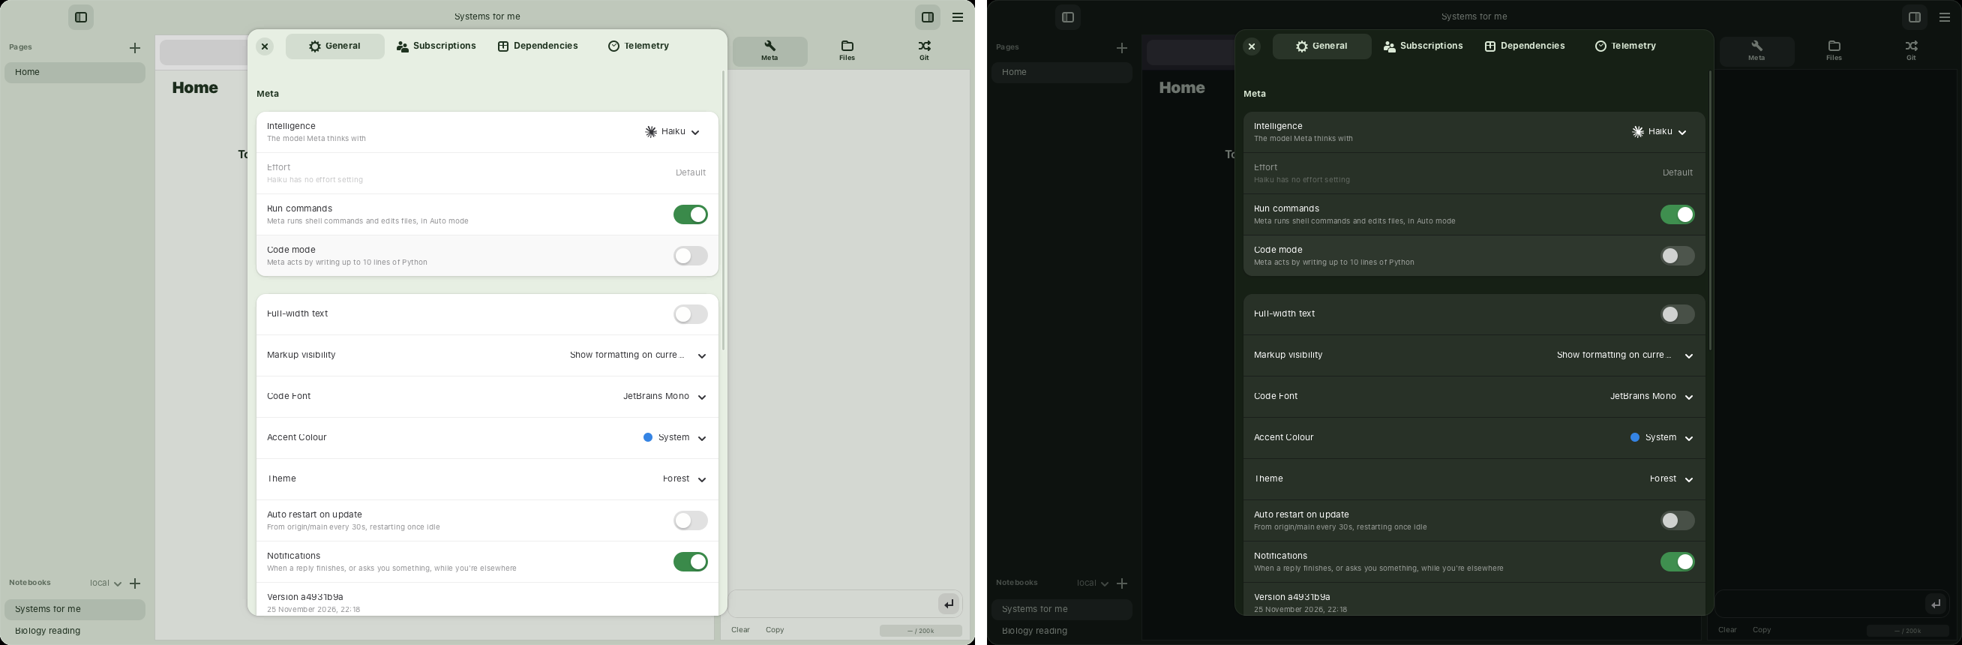 Systems for me
Pages
Home
Home
To
General
Subscriptions
Dependencies
Telemetry
Meta
Files
Git
Meta
Intelligence
The model Meta thinks with
Haiku
Effort
Haiku has no effort setting
Default
Run commands
Meta runs shell commands and edits files, in Auto mode
Code mode
Meta acts by writing up to 10 lines of Python
Full-width text
Markup visibility
Show formatting on curre...
Code Font
JetBrains Mono
Accent Colour
System
Theme
Forest
Auto restart on update
From origin/main every 30s, restarting once idle
Notifications
When a reply finishes, or asks you something, while you're elsewhere
Version a4931b9a
25 November 2026, 22:18
Notebooks
local
Systems for me
Biology reading
Clear
Copy
— / 200k
Systems for me
Pages
Home
Home
To
General
Subscriptions
Dependencies
Telemetry
Meta
Files
Git
Meta
Intelligence
The model Meta thinks with
Haiku
Effort
Haiku has no effort setting
Default
Run commands
Meta runs shell commands and edits files, in Auto mode
Code mode
Meta acts by writing up to 10 lines of Python
Full-width text
Markup visibility
Show formatting on curre...
Code Font
JetBrains Mono
Accent Colour
System
Theme
Forest
Auto restart on update
From origin/main every 30s, restarting once idle
Notifications
When a reply finishes, or asks you something, while you're elsewhere
Version a4931b9a
25 November 2026, 22:18
Notebooks
local
Systems for me
Biology reading
Clear
Copy
— / 200k